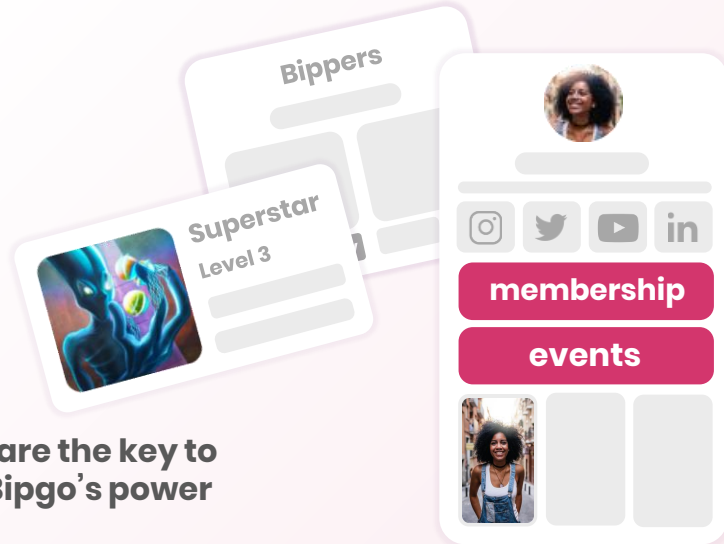 Bippers
Superstar
Level 3
membership
events
are the key to
Bipgo's power